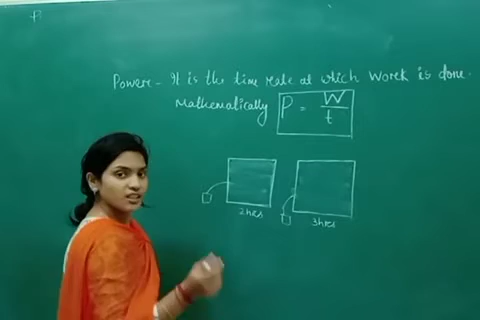 P
Power - It is the time rate at which work is done.
Mathematically P = W/t
2hrs 3hrs